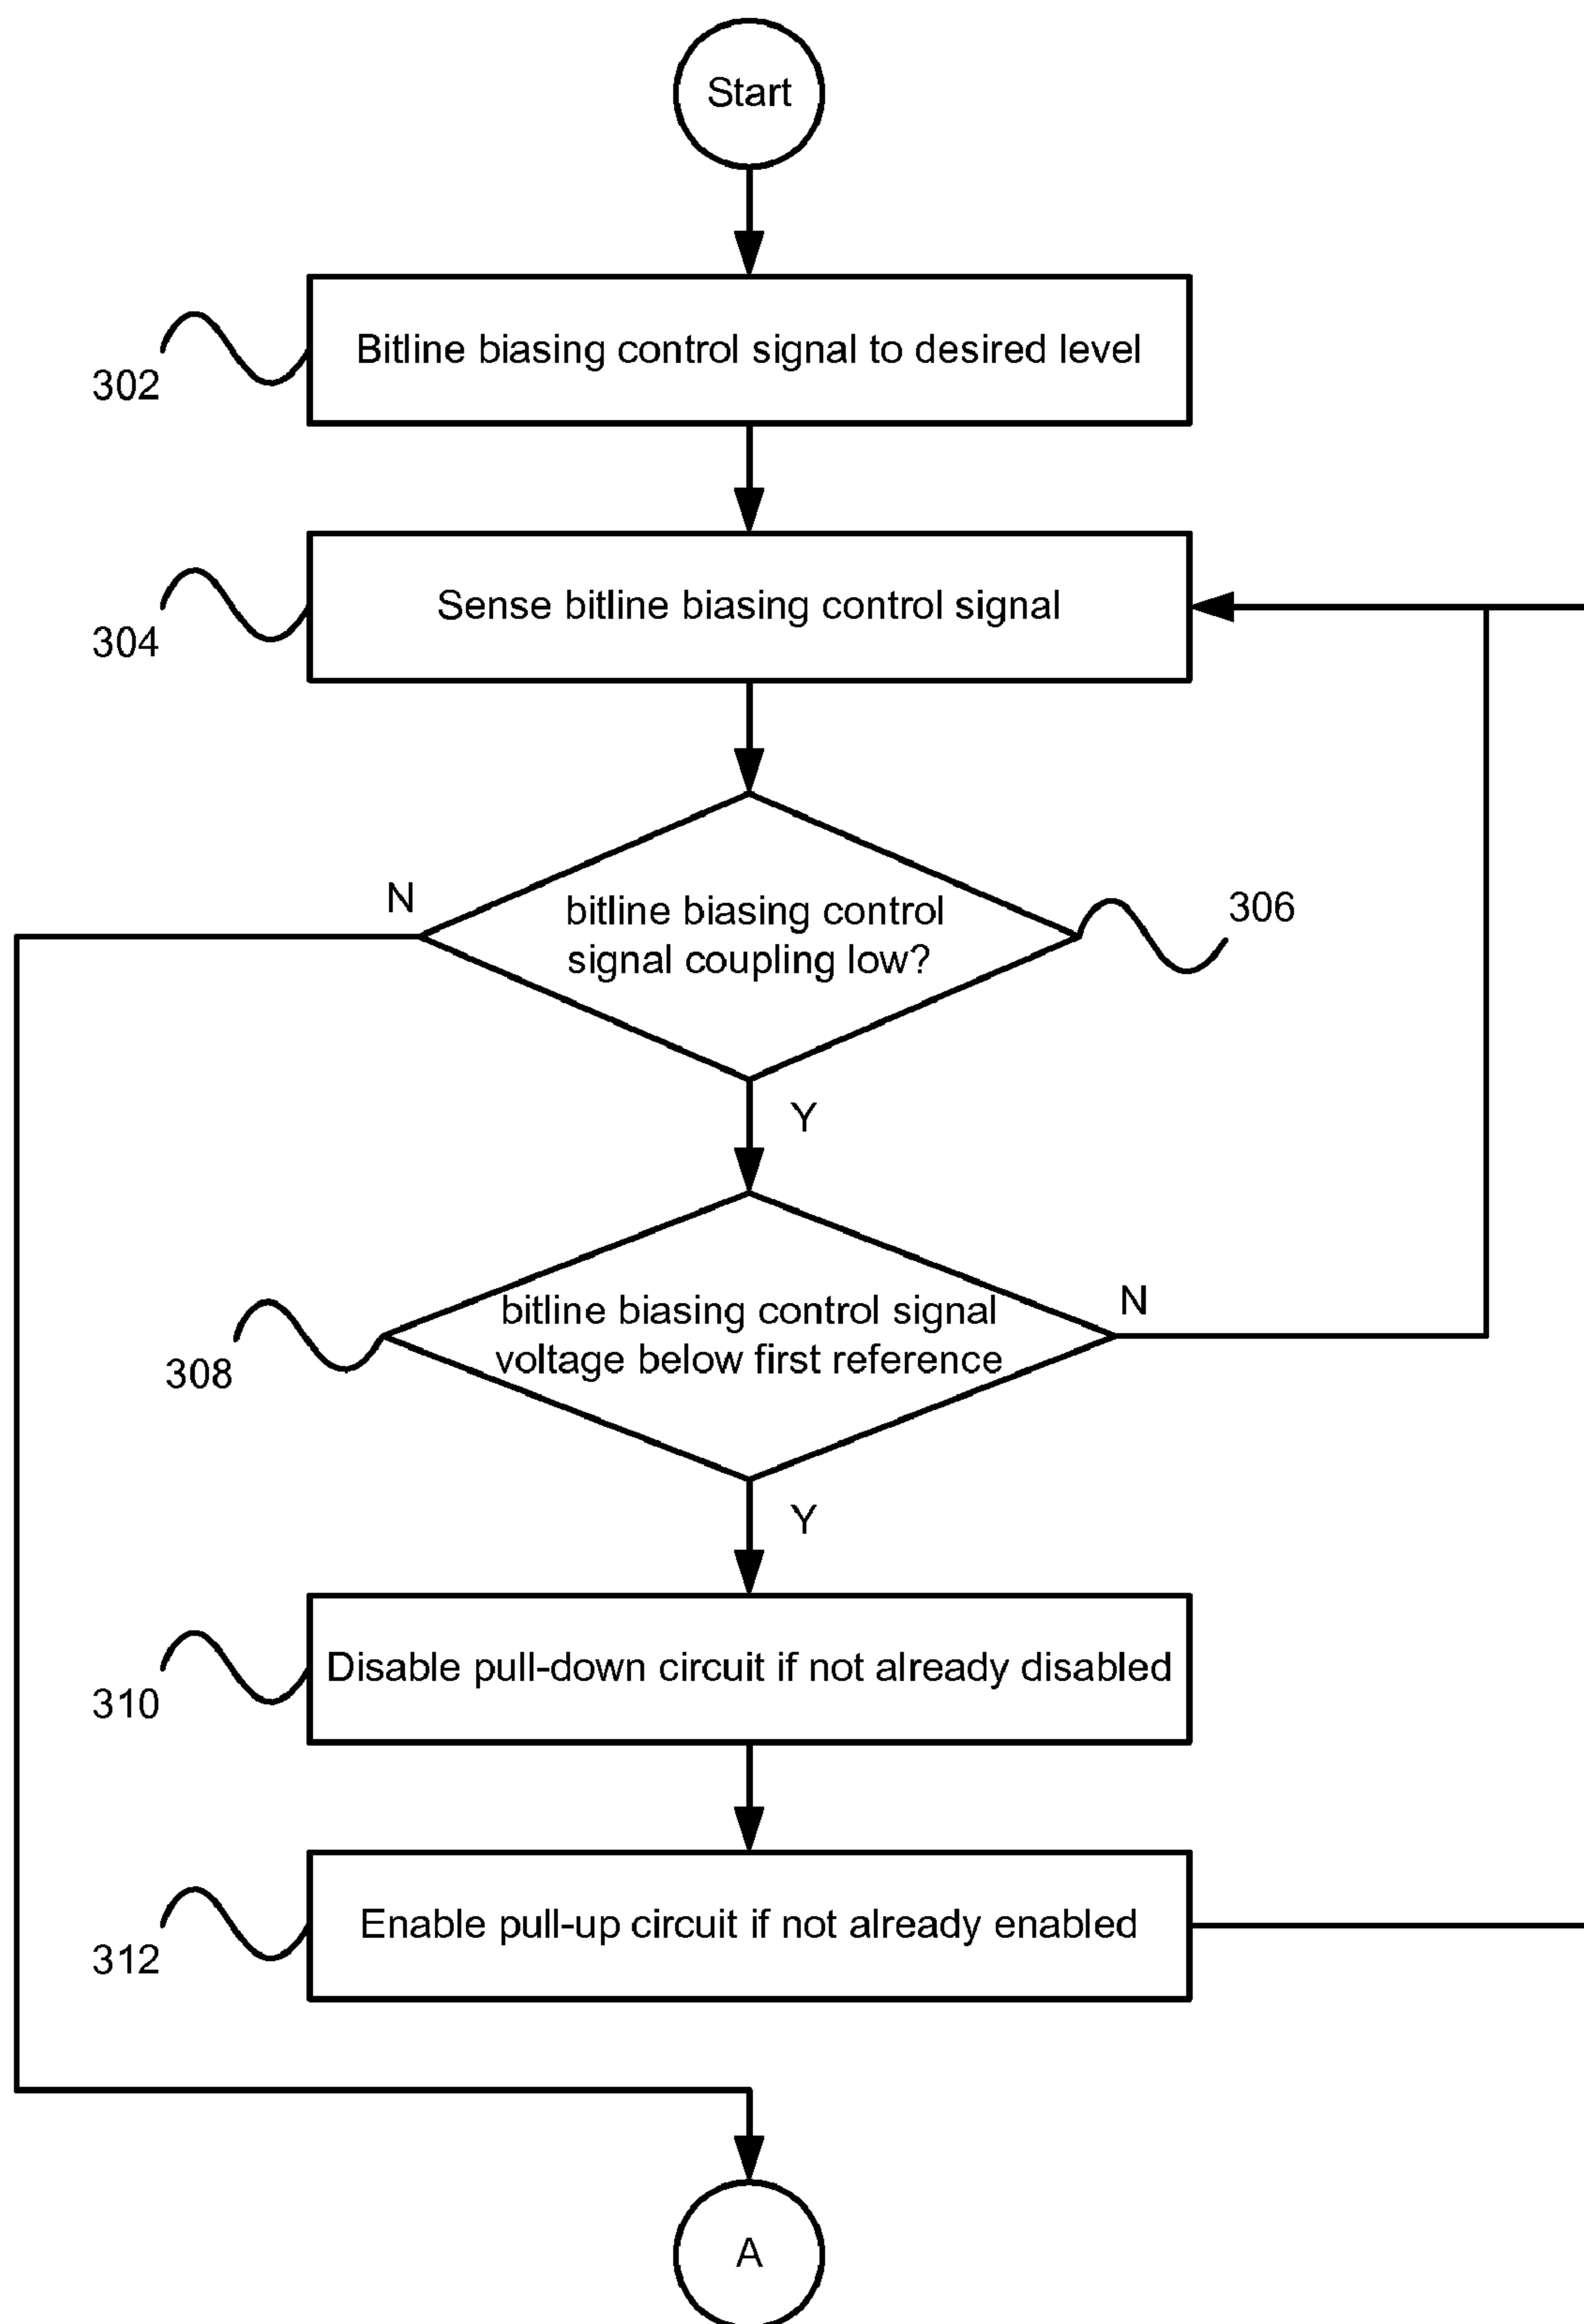 Start
Bitline biasing control signal to desired level
302
Sense bitline biasing control signal
304
N
bitline biasing control
signal coupling low?
306
Y
bitline biasing control signal
voltage below first reference
N
308
Y
Disable pull-down circuit if not already disabled
310
Enable pull-up circuit if not already enabled
312
A